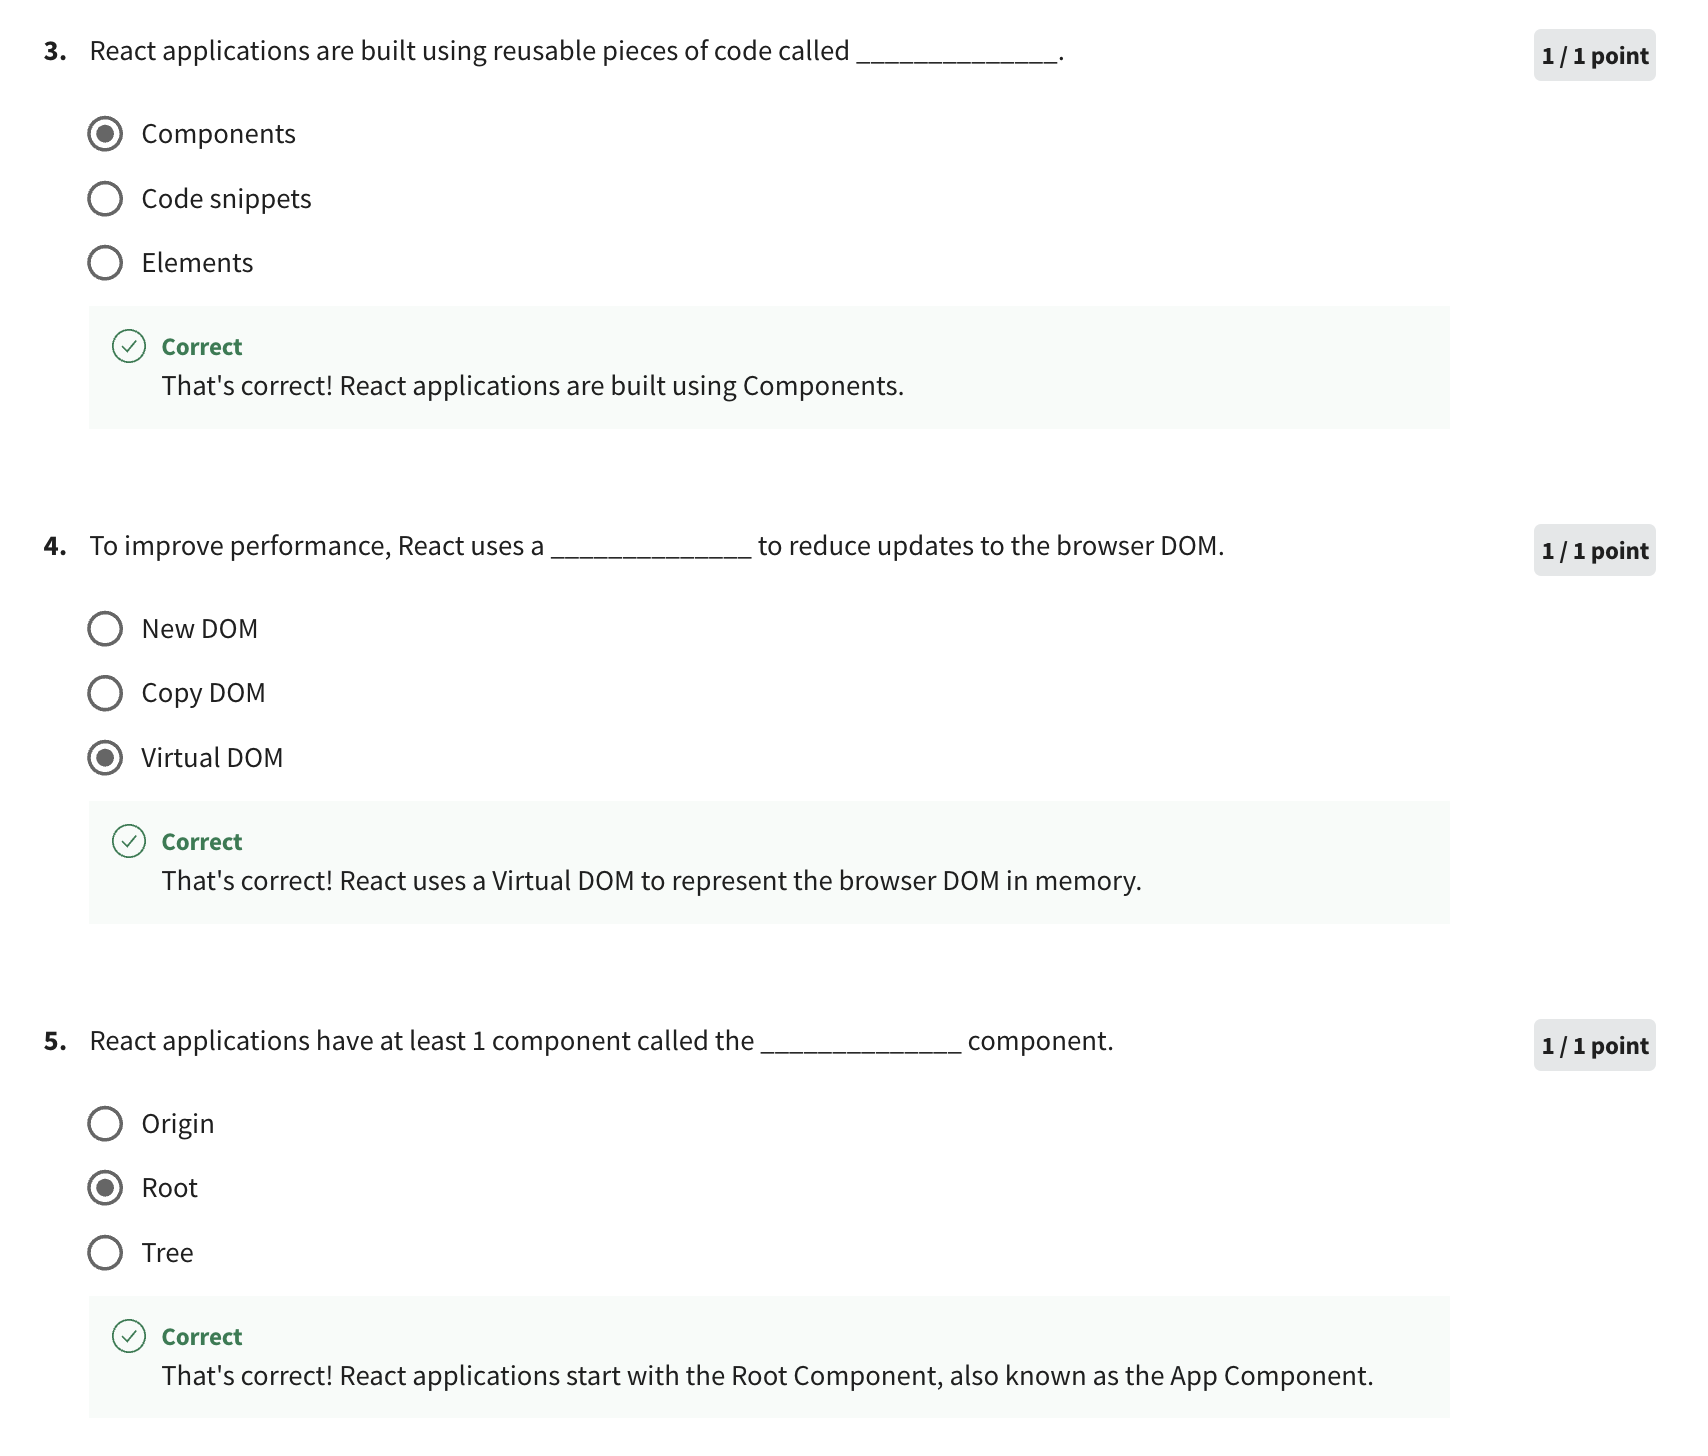 3. React applications are built using reusable pieces of code called ______________.
1 / 1 point
Components
Code snippets
Elements
Correct
That's correct! React applications are built using Components.
4. To improve performance, React uses a ______________ to reduce updates to the browser DOM.
1 / 1 point
New DOM
Copy DOM
Virtual DOM
Correct
That's correct! React uses a Virtual DOM to represent the browser DOM in memory.
5. React applications have at least 1 component called the ______________ component.
1 / 1 point
Origin
Root
Tree
Correct
That's correct! React applications start with the Root Component, also known as the App Component.